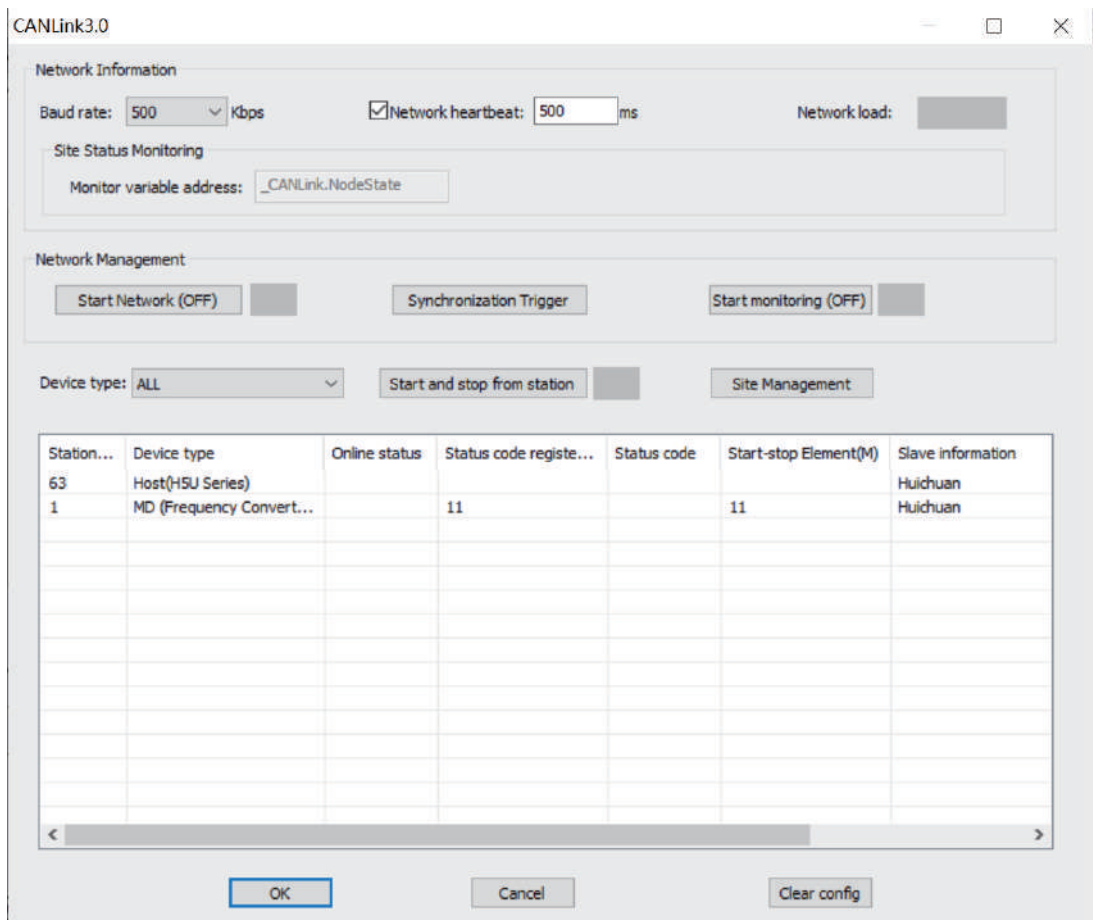 CANLink3.0
Network Information
Baud rate: 500 Kbps Network heartbeat: 500 ms Network load:
Site Status Monitoring
Monitor variable address: _CANLink.NodeState
Network Management
Start Network (OFF) Synchronization Trigger Start monitoring (OFF)
Device type: ALL Start and stop from station Site Management
Station... Device type Online status Status code registe... Status code Start-stop Element(M) Slave information
63 Host(H5U Series) Huichuan
1 MD (Frequency Convert... 11 11 Huichuan
OK Cancel Clear config